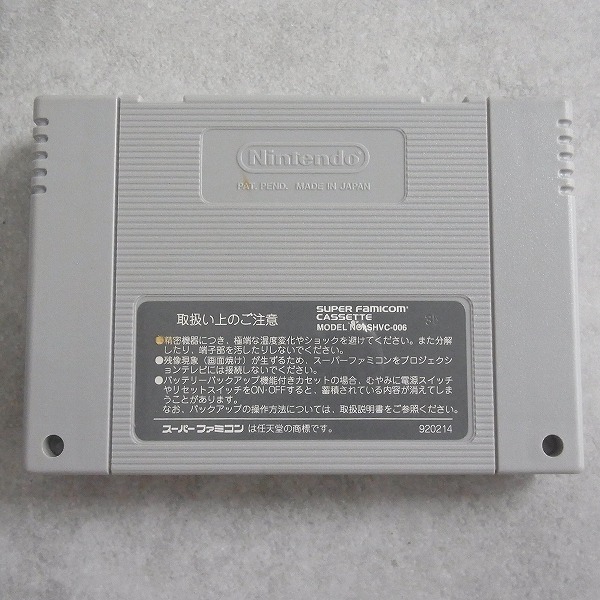 Nintendo
PAT. PEND. MADE IN JAPAN
取扱い上のご注意
SUPER FAMICOM
CASSETTE
MODEL NO. SHVC-006
●精密機器につき、極端な温度変化やショックを避けてください。また分解
したり、端子部を汚したりしないでください。
●残像現象(画面焼け)が生ずるため、スーパーファミコンをプロジェクシ
ョンテレビには接続しないでください。
●バッテリーバックアップ機能付きカセットの場合、むやみに電源スイッチ
やリセットスイッチをON・OFFすると、蓄積されている内容が消えてしま
うことがあります。
なお、バックアップの操作方法については、取扱説明書をご参照ください。
スーパーファミコンは任天堂の商標です。
920214